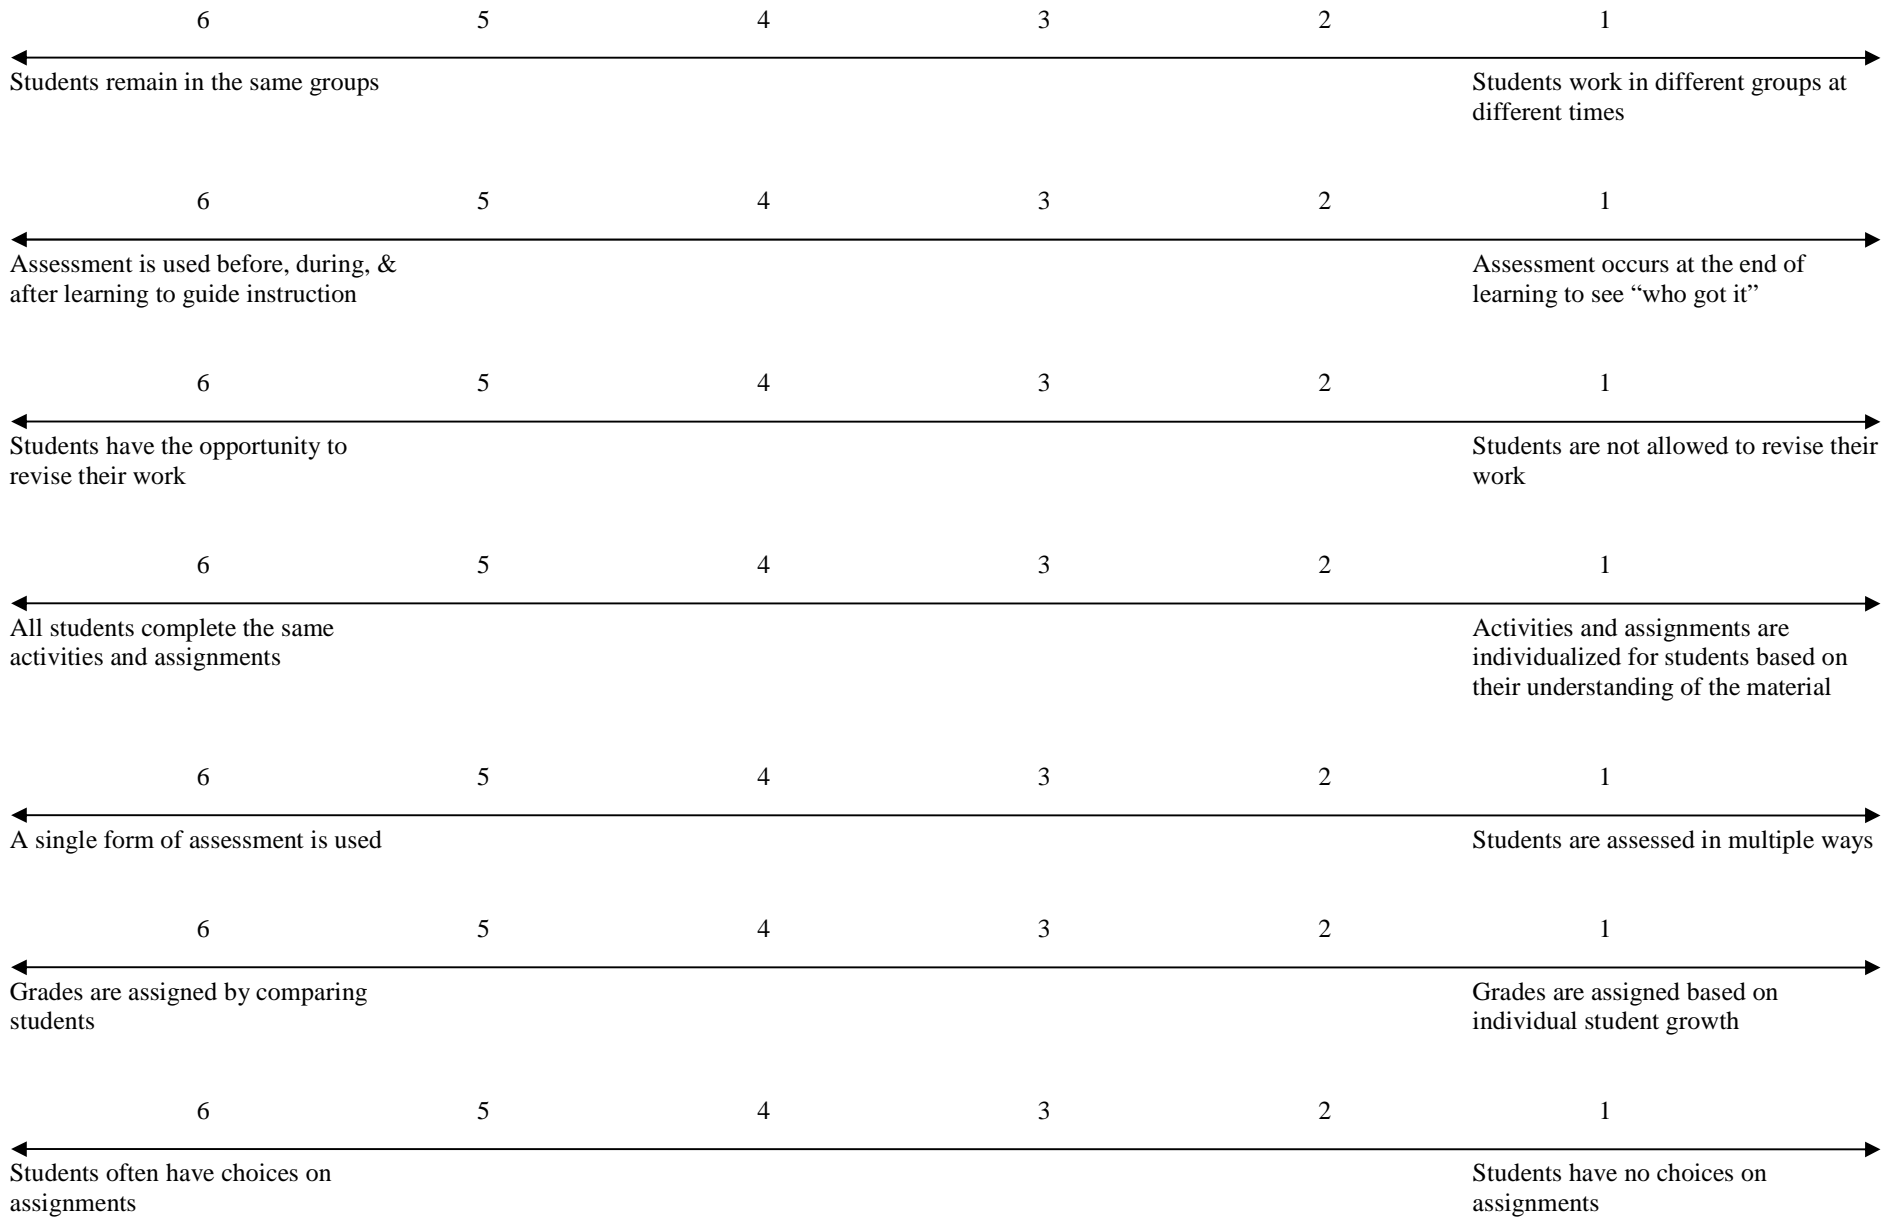 6 5 4 3 2 1
Students remain in the same groups
Students work in different groups at
different times
6 5 4 3 2 1
Assessment is used before, during, &
after learning to guide instruction
Assessment occurs at the end of
learning to see “who got it”
6 5 4 3 2 1
Students have the opportunity to
revise their work
Students are not allowed to revise their
work
6 5 4 3 2 1
All students complete the same
activities and assignments
Activities and assignments are
individualized for students based on
their understanding of the material
6 5 4 3 2 1
A single form of assessment is used
Students are assessed in multiple ways
6 5 4 3 2 1
Grades are assigned by comparing
students
Grades are assigned based on
individual student growth
6 5 4 3 2 1
Students often have choices on
assignments
Students have no choices on
assignments